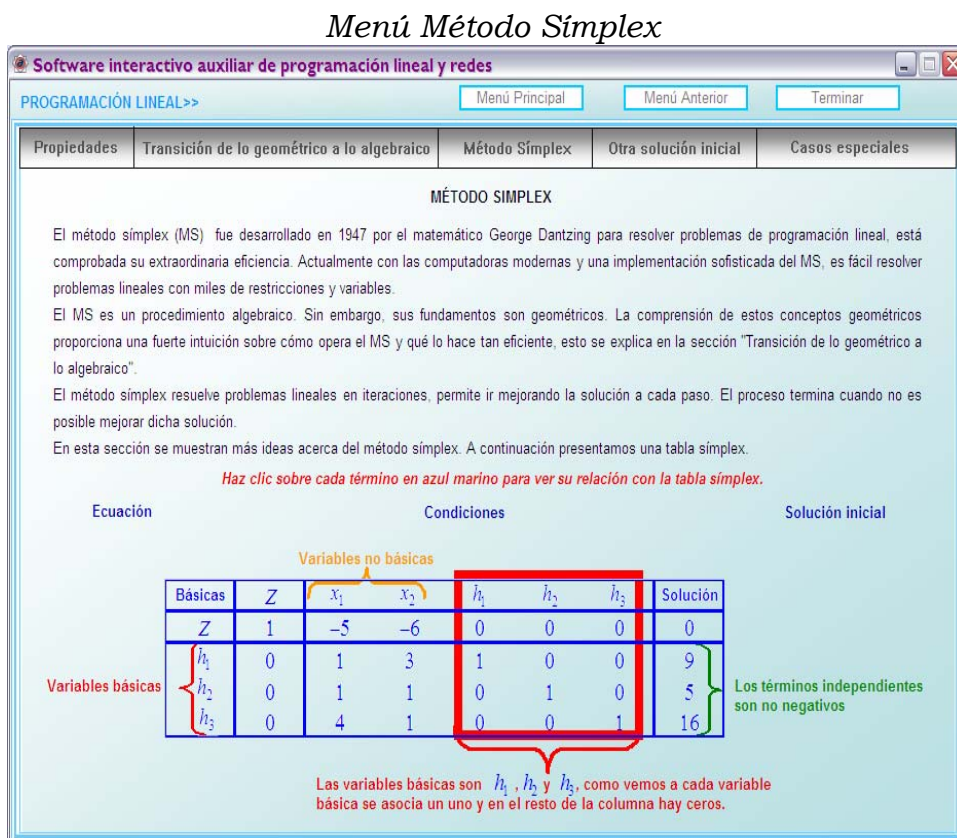 Menú Método Símplex
Software interactivo auxiliar de programación lineal y redes
PROGRAMACIÓN LINEAL>> Menú Principal Menú Anterior Terminar
Propiedades Transición de lo geométrico a lo algebraico Método Símplex Otra solución inicial Casos especiales
MÉTODO SIMPLEX
El método símplex (MS) fue desarrollado en 1947 por el matemático George Dantzing para resolver problemas de programación lineal, está
comprobada su extraordinaria eficiencia. Actualmente con las computadoras modernas y una implementación sofisticada del MS, es fácil resolver
problemas lineales con miles de restricciones y variables.
El MS es un procedimiento algebraico. Sin embargo, sus fundamentos son geométricos. La comprensión de estos conceptos geométricos
proporciona una fuerte intuición sobre cómo opera el MS y qué lo hace tan eficiente, esto se explica en la sección "Transición de lo geométrico a
lo algebraico".
El método símplex resuelve problemas lineales en iteraciones, permite ir mejorando la solución a cada paso. El proceso termina cuando no es
posible mejorar dicha solución.
En esta sección se muestran más ideas acerca del método símplex. A continuación presentamos una tabla símplex.
Haz clic sobre cada término en azul marino para ver su relación con la tabla símplex.
Ecuación Condiciones Solución inicial
Variables no básicas
Básicas Z x₁ x₂ h₁ h₂ h₃ Solución
Z 1 −5 −6 0 0 0 0
h₁ 0 1 3 1 0 0 9
Variables básicas h₂ 0 1 1 0 1 0 5 Los términos independientes
son no negativos
h₃ 0 4 1 0 0 1 16
Las variables básicas son h₁ , h₂ y h₃, como vemos a cada variable
básica se asocia un uno y en el resto de la columna hay ceros.